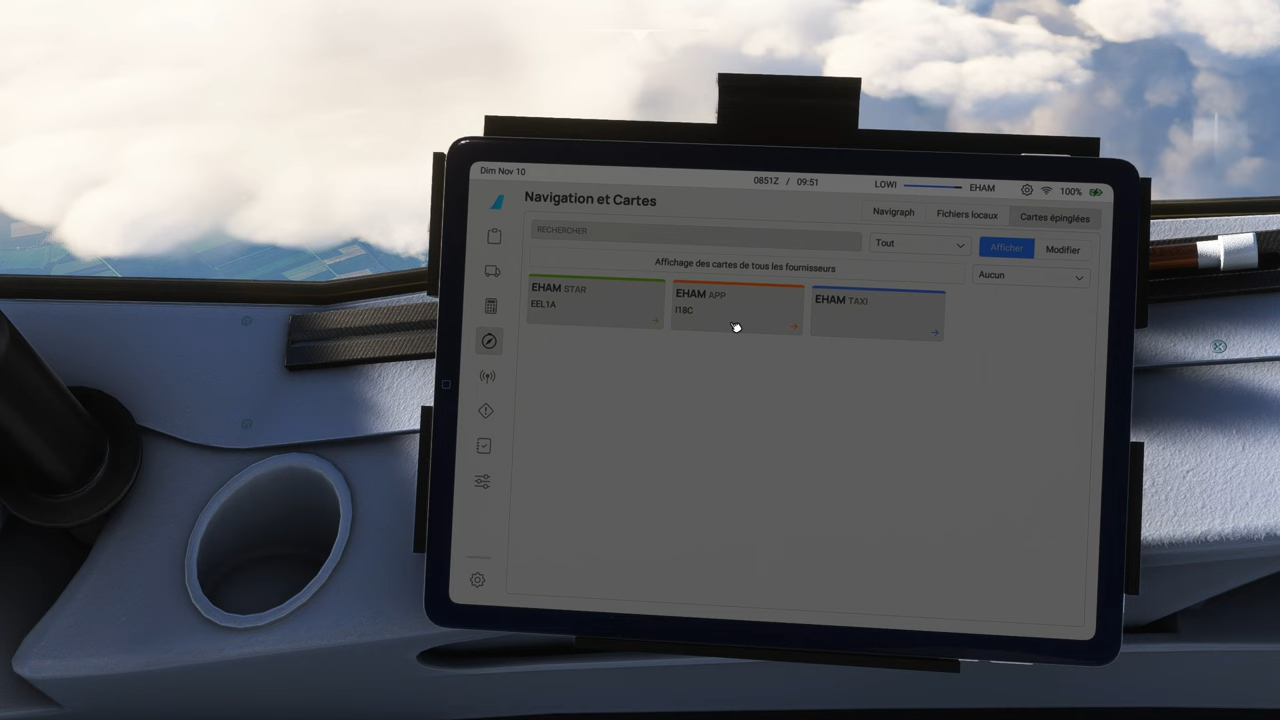 Dim Nov 10
0851Z / 09:51
LOWI EHAM
100%
Navigation et Cartes
Navigraph
Fichiers locaux
Cartes épinglées
RECHERCHER
Tout
Afficher
Modifier
Affichage des cartes de tous les fournisseurs
Aucun
EHAM STAR
EEL1A
EHAM APP
I18C
EHAM TAXI